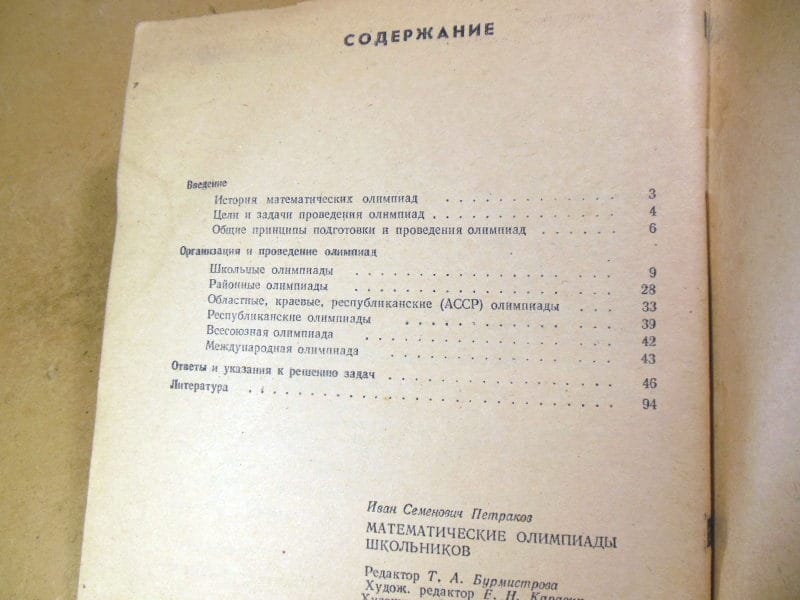 СОДЕРЖАНИЕ
Введение
История математических олимпиад . . . . . . . . . . . 3
Цели и задачи проведения олимпиад . . . . . . . . . . . 4
Общие принципы подготовки и проведения олимпиад . . . . . 6
Организация и проведение олимпиад
Школьные олимпиады . . . . . . . . . . . . . . . . 9
Районные олимпиады . . . . . . . . . . . . . . . . 28
Областные, краевые, республиканские (АССР) олимпиады . . . 33
Республиканские олимпиады . . . . . . . . . . . . . 39
Всесоюзная олимпиада . . . . . . . . . . . . . . . 42
Международная олимпиада . . . . . . . . . . . . . . 43
Ответы и указания к решению задач . . . . . . . . . . . . . 46
Литература . . . . . . . . . . . . . . . . . . . . . . 94
Иван Семенович Петраков
МАТЕМАТИЧЕСКИЕ ОЛИМПИАДЫ
ШКОЛЬНИКОВ
Редактор Т. А. Бурмистрова
Худож. редактор Е. Н.